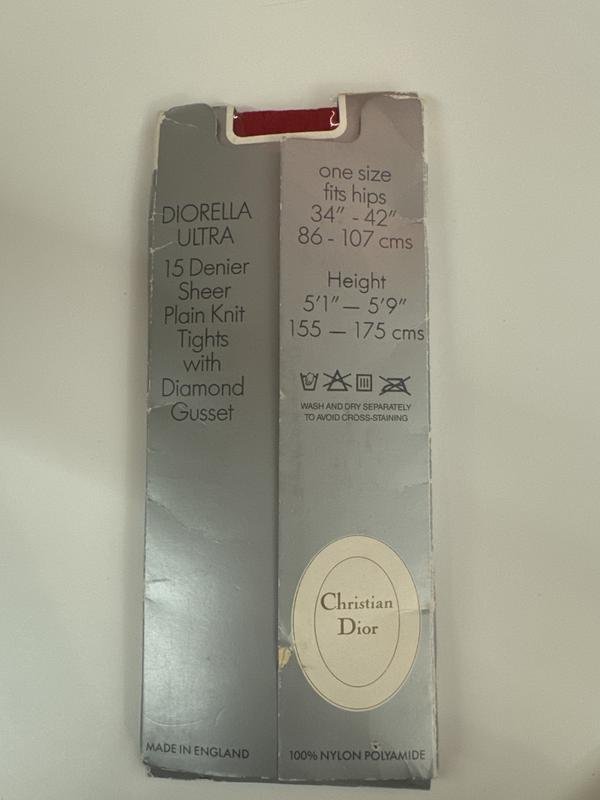 DIORELLA
ULTRA
15 Denier
Sheer
Plain Knit
Tights
with
Diamond
Gusset
MADE IN ENGLAND
one size
fits hips
34" - 42"
86 - 107 cms
Height
5'1" — 5'9"
155 — 175 cms
WASH AND DRY SEPARATELY
TO AVOID CROSS-STAINING
Christian
Dior
100% NYLON POLYAMIDE